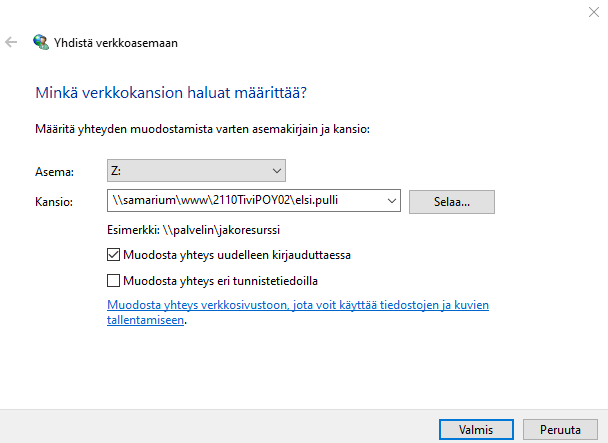 Yhdistä verkkoasemaan
Minkä verkkokansion haluat määrittää?
Määritä yhteyden muodostamista varten asemakirjain ja kansio:
Asema: Z:
Kansio: \\samarium\www\2110TiviPOY02\elsi.pulli Selaa...
Esimerkki: \\palvelin\jakoresurssi
Muodosta yhteys uudelleen kirjauduttaessa
Muodosta yhteys eri tunnistetiedoilla
Muodosta yhteys verkkosivustoon, jota voit käyttää tiedostojen ja kuvien
tallentamiseen.
Valmis Peruuta